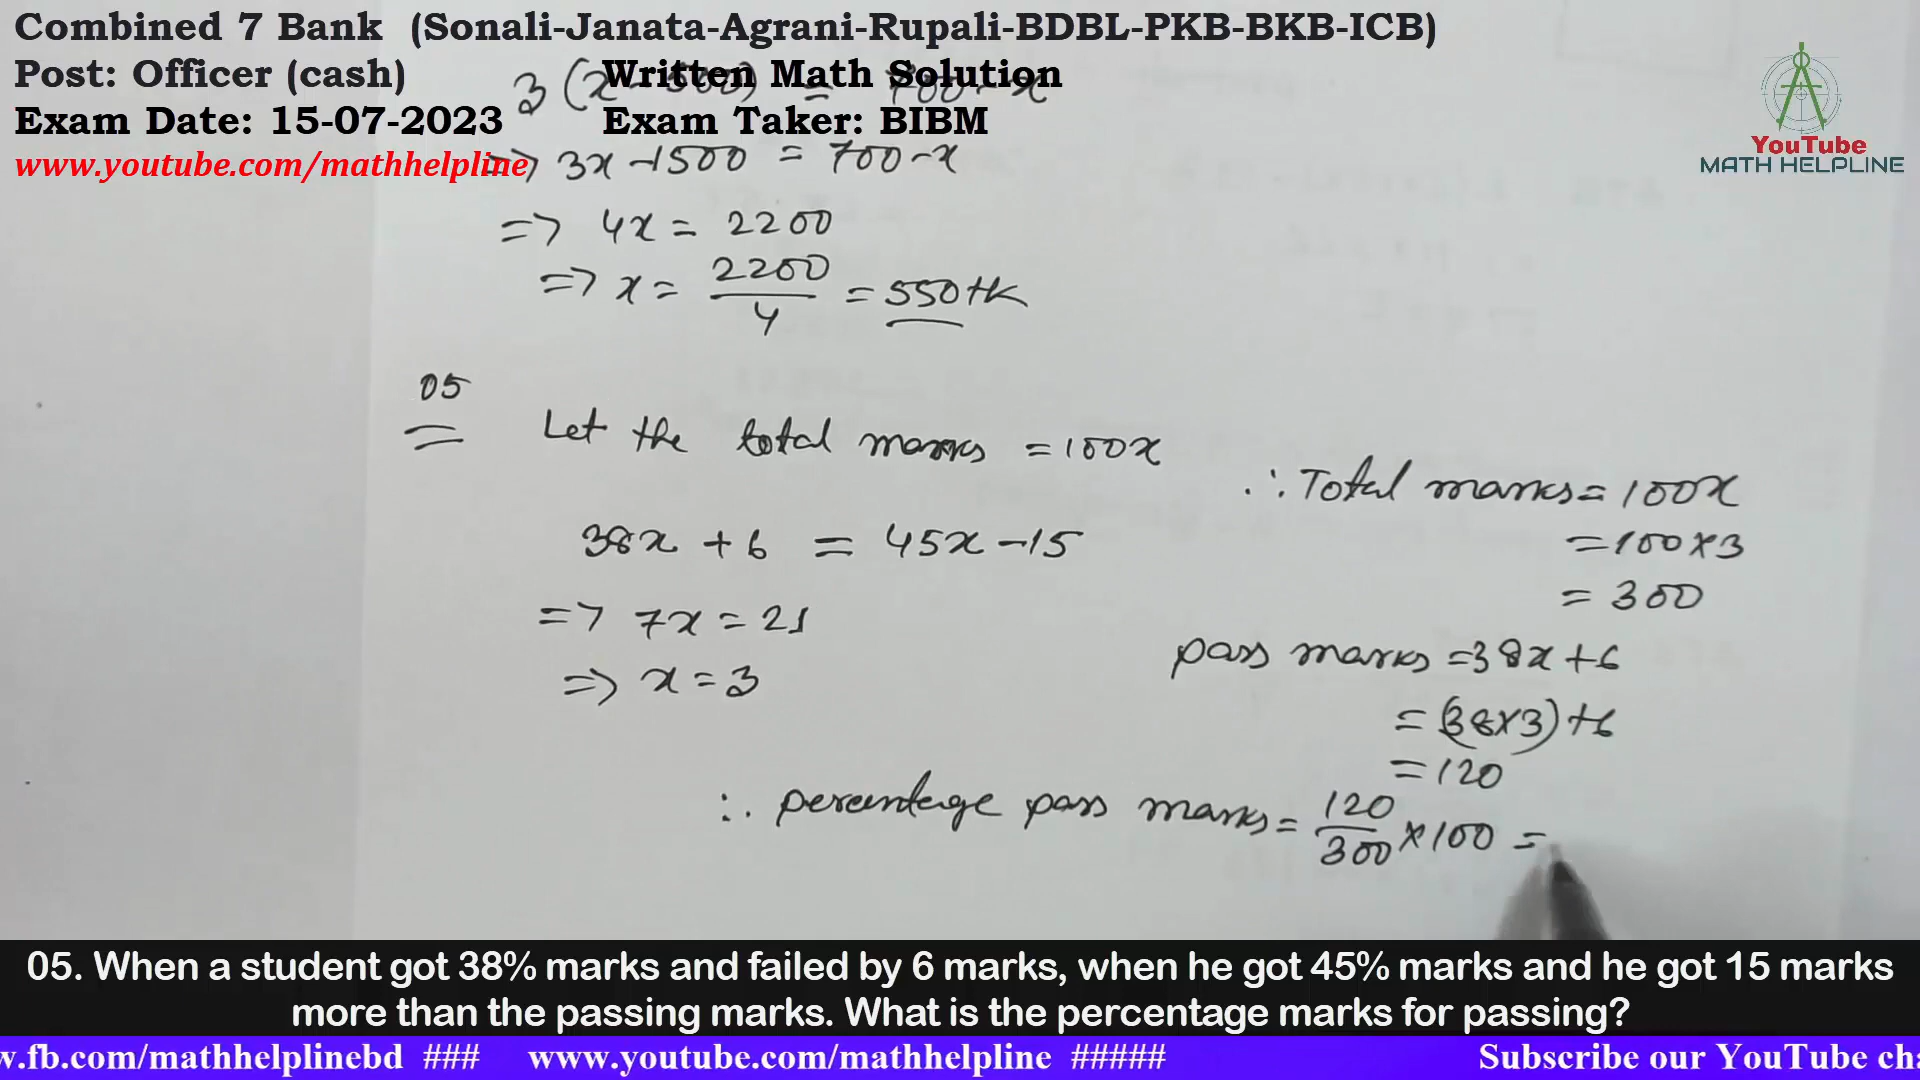 Combined 7 Bank (Sonali-Janata-Agrani-Rupali-BDBL-PKB-BKB-ICB)
Post: Officer (cash) Written Math Solution
Exam Date: 15-07-2023 Exam Taker: BIBM
www.youtube.com/mathhelpline
YouTube
MATH HELPLINE
3 (x - 500) = 700 - x
=> 3x - 1500 = 700 - x
=> 4x = 2200
=> x = 2200/4 = 550 tk
05
Let the total marks = 100x
38x + 6 = 45x - 15
=> 7x = 21
=> x = 3
∴ Total marks = 100x
= 100 × 3
= 300
pass marks = 38x + 6
= (38×3) + 6
= 120
∴ percentage pass marks = 120/300 × 100 =
05. When a student got 38% marks and failed by 6 marks, when he got 45% marks and he got 15 marks
more than the passing marks. What is the percentage marks for passing?
w.fb.com/mathhelplinebd ### www.youtube.com/mathhelpline ##### Subscribe our YouTube cha